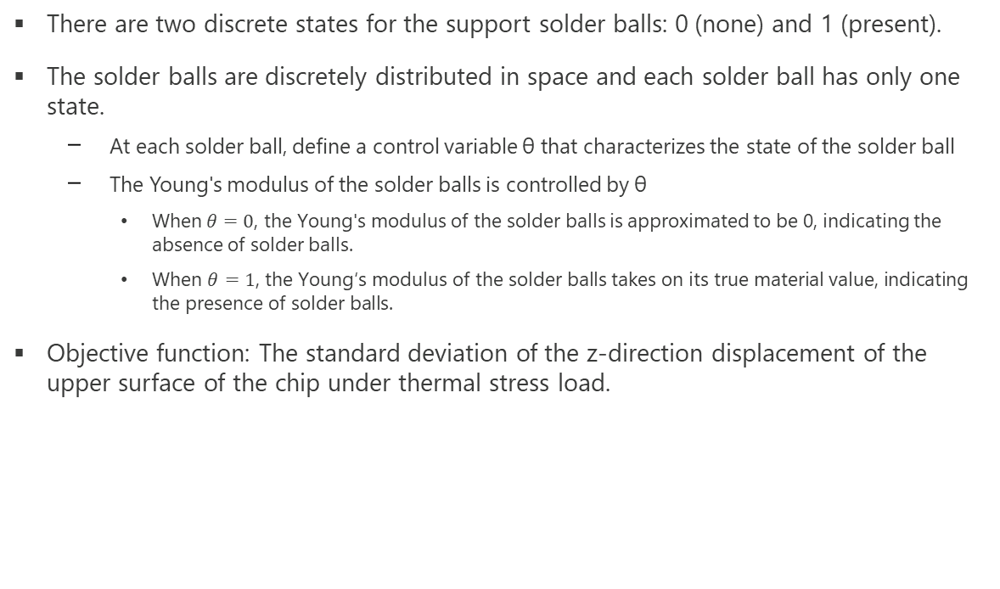 ▪ There are two discrete states for the support solder balls: 0 (none) and 1 (present).
▪ The solder balls are discretely distributed in space and each solder ball has only one
state.
– At each solder ball, define a control variable θ that characterizes the state of the solder ball
– The Young's modulus of the solder balls is controlled by θ
• When θ = 0, the Young's modulus of the solder balls is approximated to be 0, indicating the
absence of solder balls.
• When θ = 1, the Young’s modulus of the solder balls takes on its true material value, indicating
the presence of solder balls.
▪ Objective function: The standard deviation of the z-direction displacement of the
upper surface of the chip under thermal stress load.